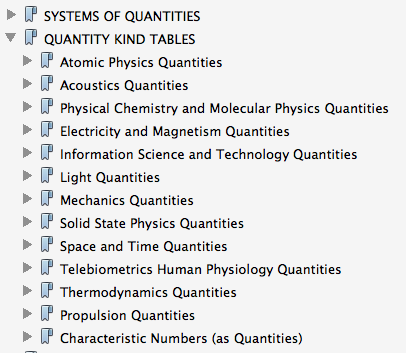 SYSTEMS OF QUANTITIES
QUANTITY KIND TABLES
Atomic Physics Quantities
Acoustics Quantities
Physical Chemistry and Molecular Physics Quantities
Electricity and Magnetism Quantities
Information Science and Technology Quantities
Light Quantities
Mechanics Quantities
Solid State Physics Quantities
Space and Time Quantities
Telebiometrics Human Physiology Quantities
Thermodynamics Quantities
Propulsion Quantities
Characteristic Numbers (as Quantities)